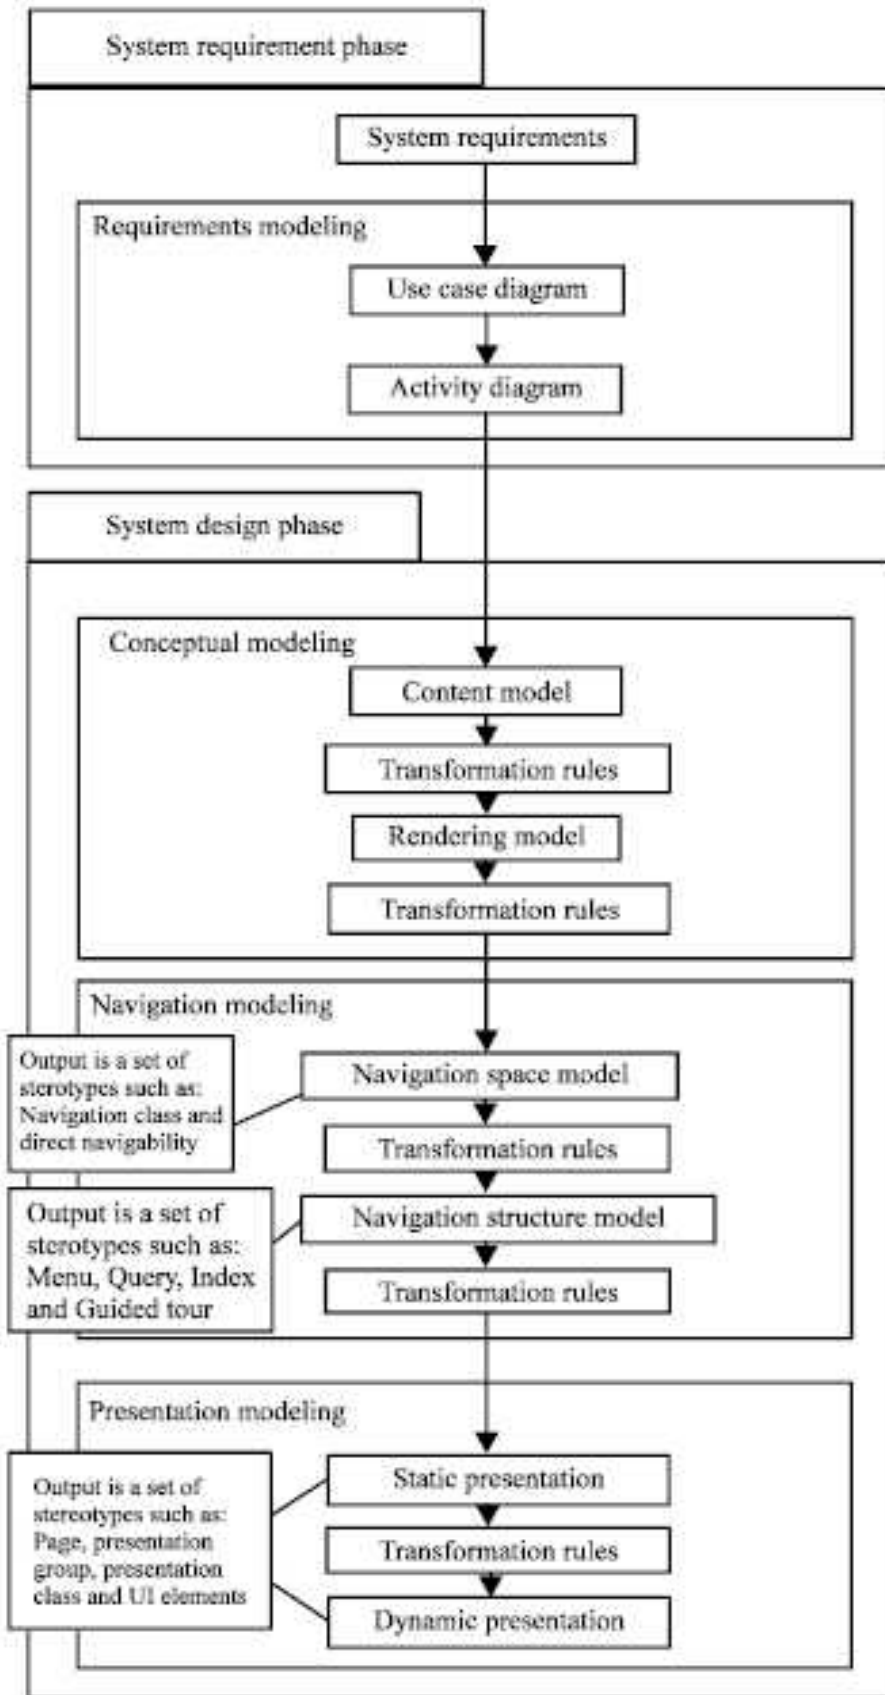 System requirement phase
System requirements
Requirements modeling
Use case diagram
Activity diagram
System design phase
Conceptual modeling
Content model
Transformation rules
Rendering model
Transformation rules
Navigation modeling
Output is a set of
sterotypes such as:
Navigation class and
direct navigability
Navigation space model
Transformation rules
Output is a set of
sterotypes such as:
Menu, Query, Index
and Guided tour
Navigation structure model
Transformation rules
Presentation modeling
Output is a set of
stereotypes such as:
Page, presentation
group, presentation
class and UI elements
Static presentation
Transformation rules
Dynamic presentation